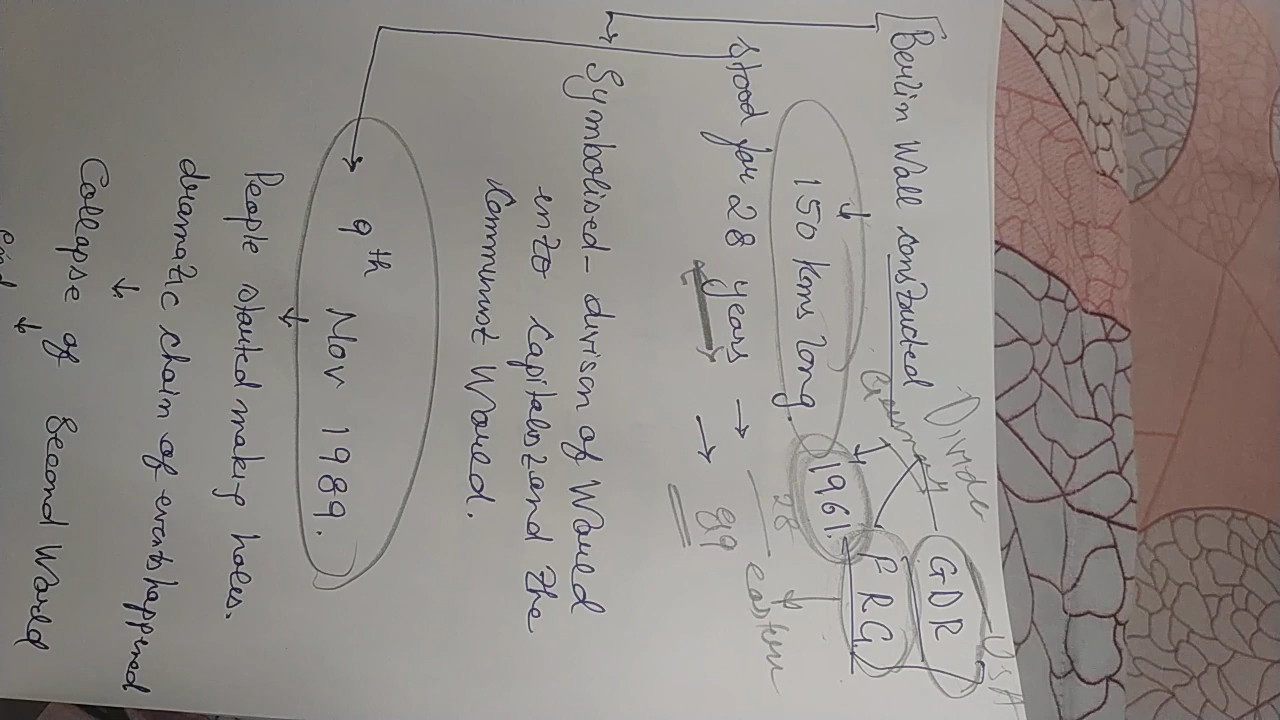 Divide
USA
GDR
Germany
Berlin Wall constructed
FRG
150 kms long. 1961.
eastern
28
stood for 28 years → → 89
Symbolised - divison of World
into Capitalist and the
Communist World.
9th Nov 1989.
People started making holes.
dramatic chain of events happened
Collapse of Second World